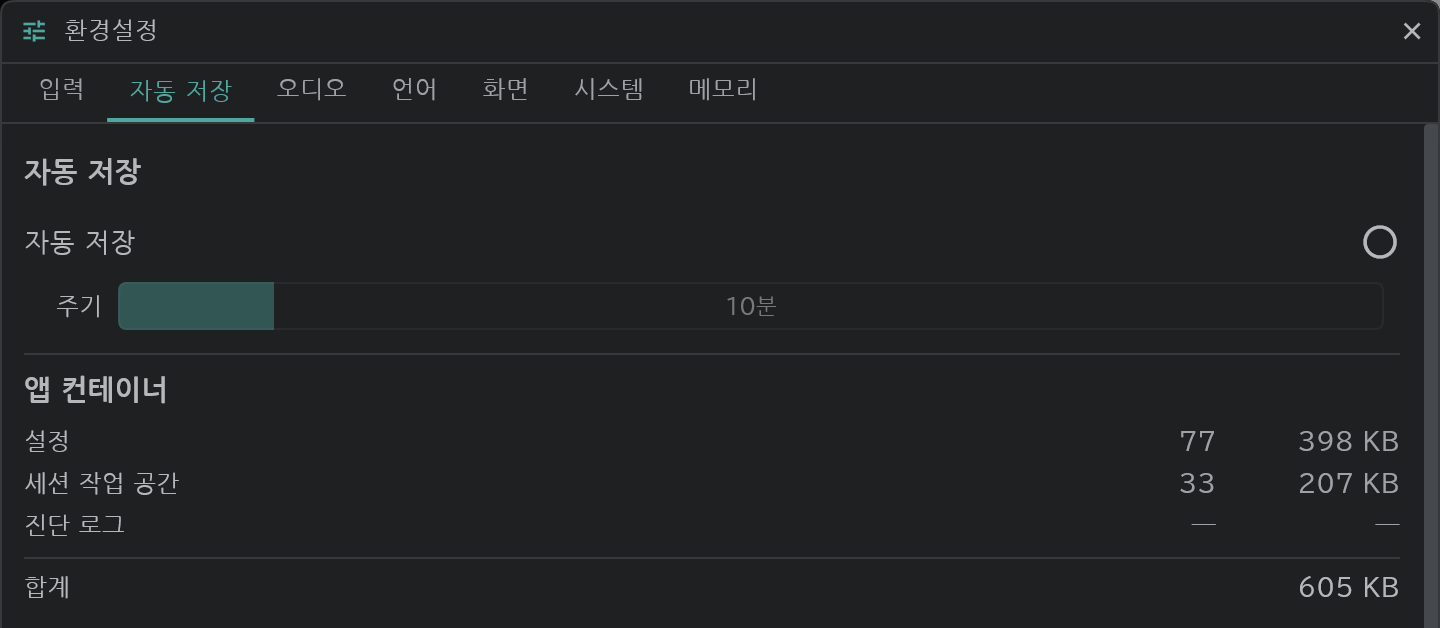 환경설정
입력 자동 저장 오디오 언어 화면 시스템 메모리
자동 저장
자동 저장
주기 10분
앱 컨테이너
설정 77 398 KB
세션 작업 공간 33 207 KB
진단 로그 — —
합계 605 KB